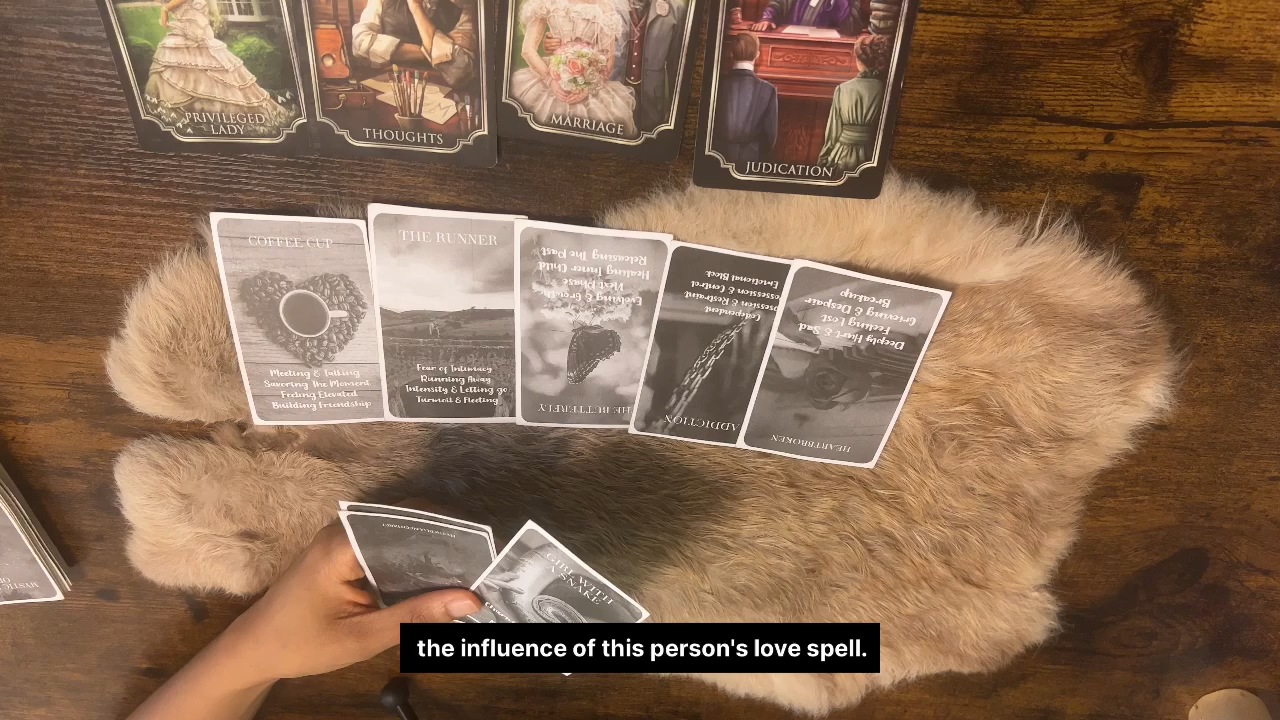 PRIVILEGED
LADY
THOUGHTS
MARRIAGE
JUDICATION
COFFEE CUP
Meeting & Talking
Savoring The Moment
Feeling Elevated
Building Friendship
THE RUNNER
Fear of Intimacy
Running Away
Intensity & Letting go
Turmoil & Fleeting
HE BUTTERFLY
Evolving & Growth
Next Phase
Healing Inner Child
Releasing The Past
ADDICTION
Codependent
& Restraint
& Control
Emotional Block
HEARTBROKEN
Deeply Hurt & Sad
Feeling Lost
Grieving & Despair
Breakup
GIRL WITH
A SNAKE
MYSTIC
the influence of this person's love spell.